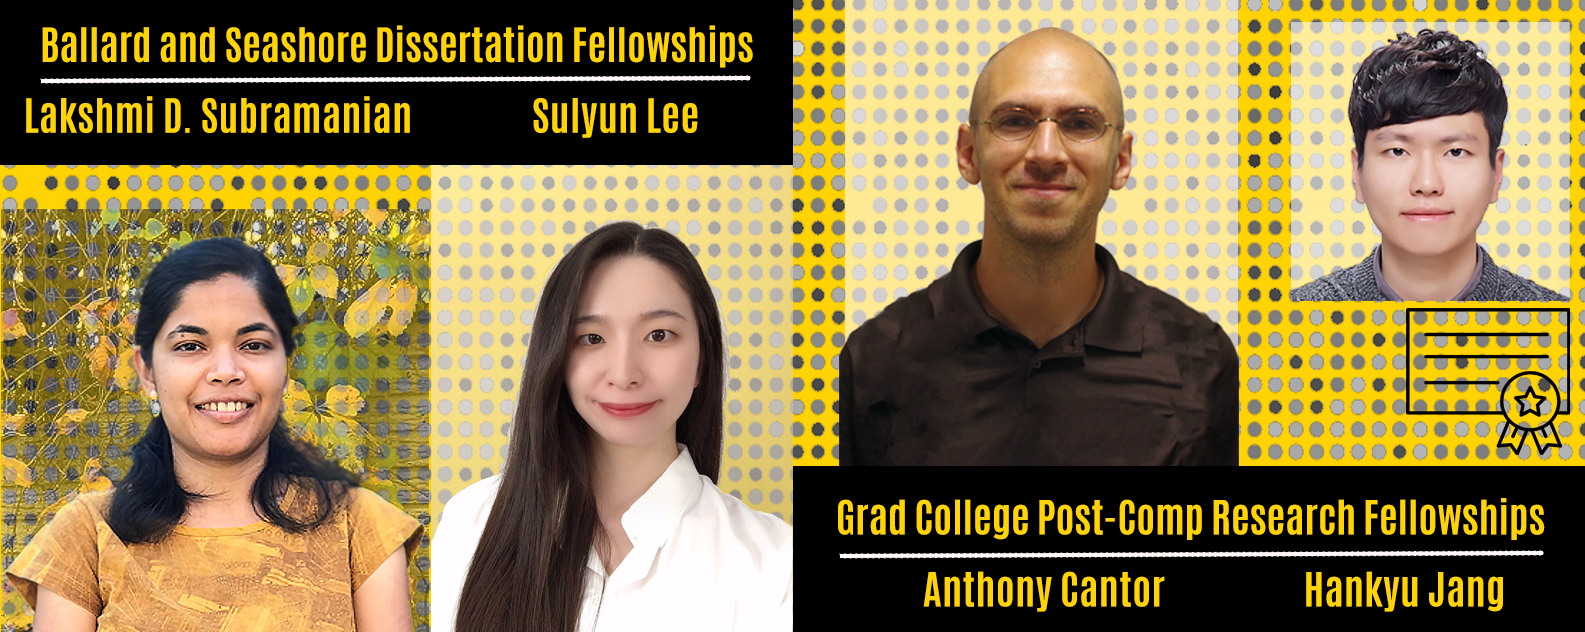 Ballard and Seashore Dissertation Fellowships
Lakshmi D. Subramanian
Sulyun Lee
Grad College Post-Comp Research Fellowships
Anthony Cantor
Hankyu Jang